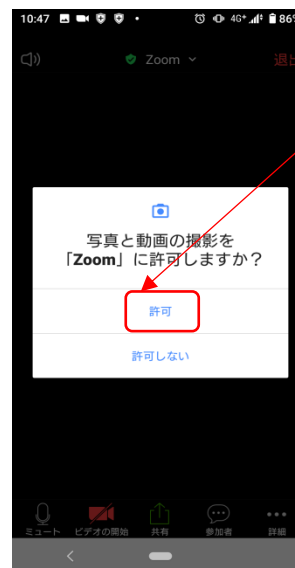 10:47
4G+
86%
Zoom
退出
写真と動画の撮影を
「Zoom」に許可しますか？
許可
許可しない
ミュート
ビデオの開始
共有
参加者
詳細